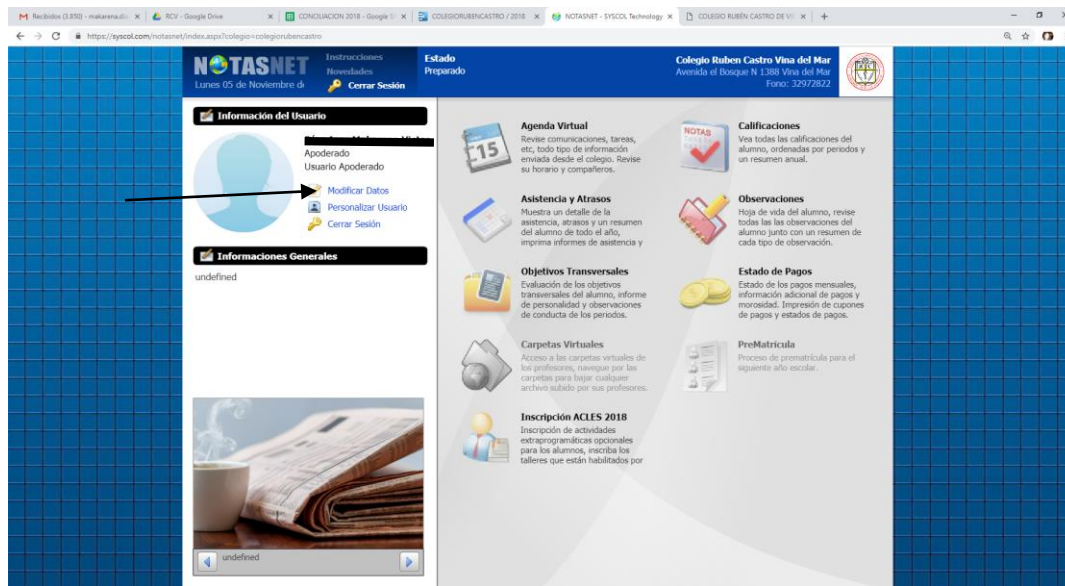 Recibidos (3.850) - makarena.di
RCV - Google Drive
CONCILIACION 2018 - Google
COLEGIORUBENCASTRO / 2018
NOTASNET - SYSCOL Technology
COLEGIO RUBÉN CASTRO DE
https://syscol.com/notasnet/index.aspx?colegio=colegiorubencastro
NOTASNET
Lunes 05 de Noviembre d
Instrucciones
Novedades
Cerrar Sesión
Estado
Preparado
Colegio Ruben Castro Vina del Mar
Avenida el Bosque N 1388 Vina del Mar
Fono: 32972822
Información del Usuario
Apoderado
Usuario Apoderado
Modificar Datos
Personalizar Usuario
Cerrar Sesión
Informaciones Generales
undefined
undefined
Agenda Virtual
Revise comunicaciones, tareas,
etc, todo tipo de información
enviada desde el colegio. Revise
su horario y compañeros.
15
Calificaciones
Vea todas las calificaciones del
alumno, ordenadas por periodos y
un resumen anual.
NOTAS
Asistencia y Atrasos
Muestra un detalle de la
asistencia, atrasos y un resumen
del alumno de todo el año,
imprima informes de asistencia y
Observaciones
Hoja de vida del alumno, revise
todas las las observaciones del
alumno junto con un resumen de
cada tipo de observación.
Objetivos Transversales
Evaluación de los objetivos
transversales del alumno, informe
de personalidad y observaciones
de conducta de los periodos.
Estado de Pagos
Estado de los pagos mensuales,
información adicional de pagos y
morosidad. Impresión de cupones
de pagos y estados de pagos.
Carpetas Virtuales
Acceso a las carpetas virtuales de
los profesores, navegue por las
carpetas para bajar cualquier
archivo subido por sus profesores.
PreMatrícula
Proceso de prematrícula para el
siguiente año escolar.
Inscripción ACLES 2018
Inscripción de actividades
extraprogramáticas opcionales
para los alumnos, inscriba los
talleres que están habilitados por